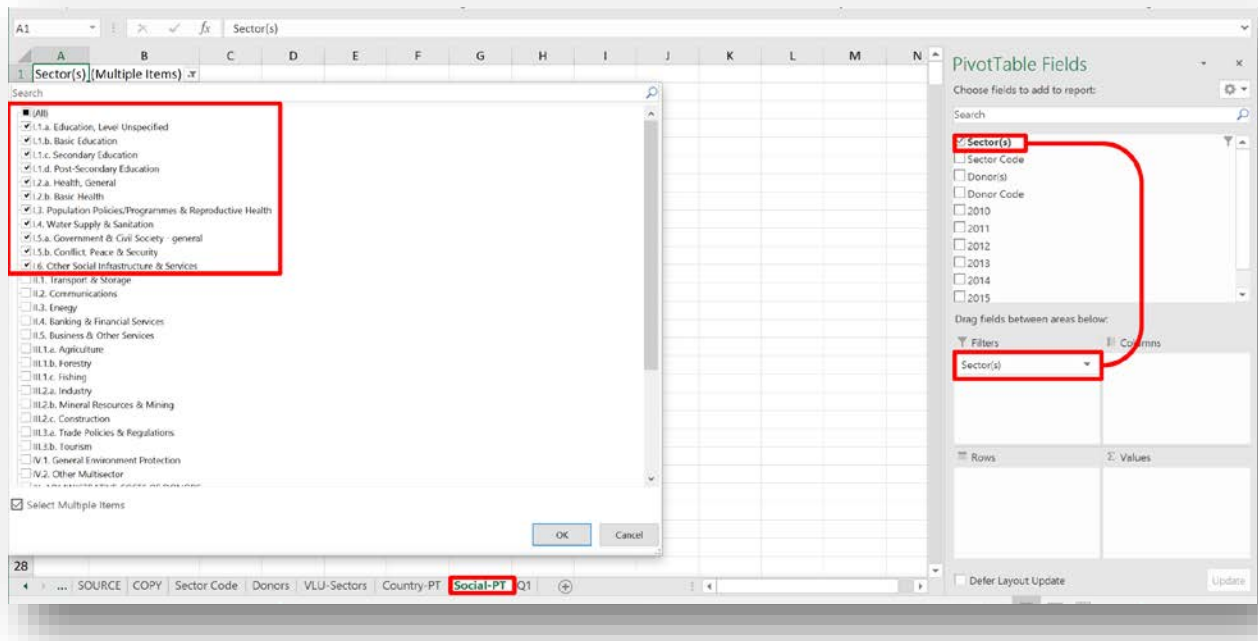 A1 fx Sector(s)
A B C D E F G H I J K L M N
1 Sector(s) (Multiple Items)
Search
(All)
I.1.a. Education, Level Unspecified
I.1.b. Basic Education
I.1.c. Secondary Education
I.1.d. Post-Secondary Education
I.2.a. Health, General
I.2.b. Basic Health
I.3. Population Policies/Programmes & Reproductive Health
I.4. Water Supply & Sanitation
I.5.a. Government & Civil Society - general
I.5.b. Conflict, Peace & Security
I.6. Other Social Infrastructure & Services
II.1. Transport & Storage
II.2. Communications
II.3. Energy
II.4. Banking & Financial Services
II.5. Business & Other Services
III.1.a. Agriculture
III.1.b. Forestry
III.1.c. Fishing
III.2.a. Industry
III.2.b. Mineral Resources & Mining
III.2.c. Construction
III.3.a. Trade Policies & Regulations
III.3.b. Tourism
IV.1. General Environment Protection
IV.2. Other Multisector
Select Multiple Items
OK Cancel
28
... SOURCE COPY Sector Code Donors VLU-Sectors Country-PT Social-PT Q1
PivotTable Fields
Choose fields to add to report:
Search
Sector(s)
Sector Code
Donor(s)
Donor Code
2010
2011
2012
2013
2014
2015
Drag fields between areas below:
Filters Columns
Sector(s)
Rows Σ Values
Defer Layout Update Update